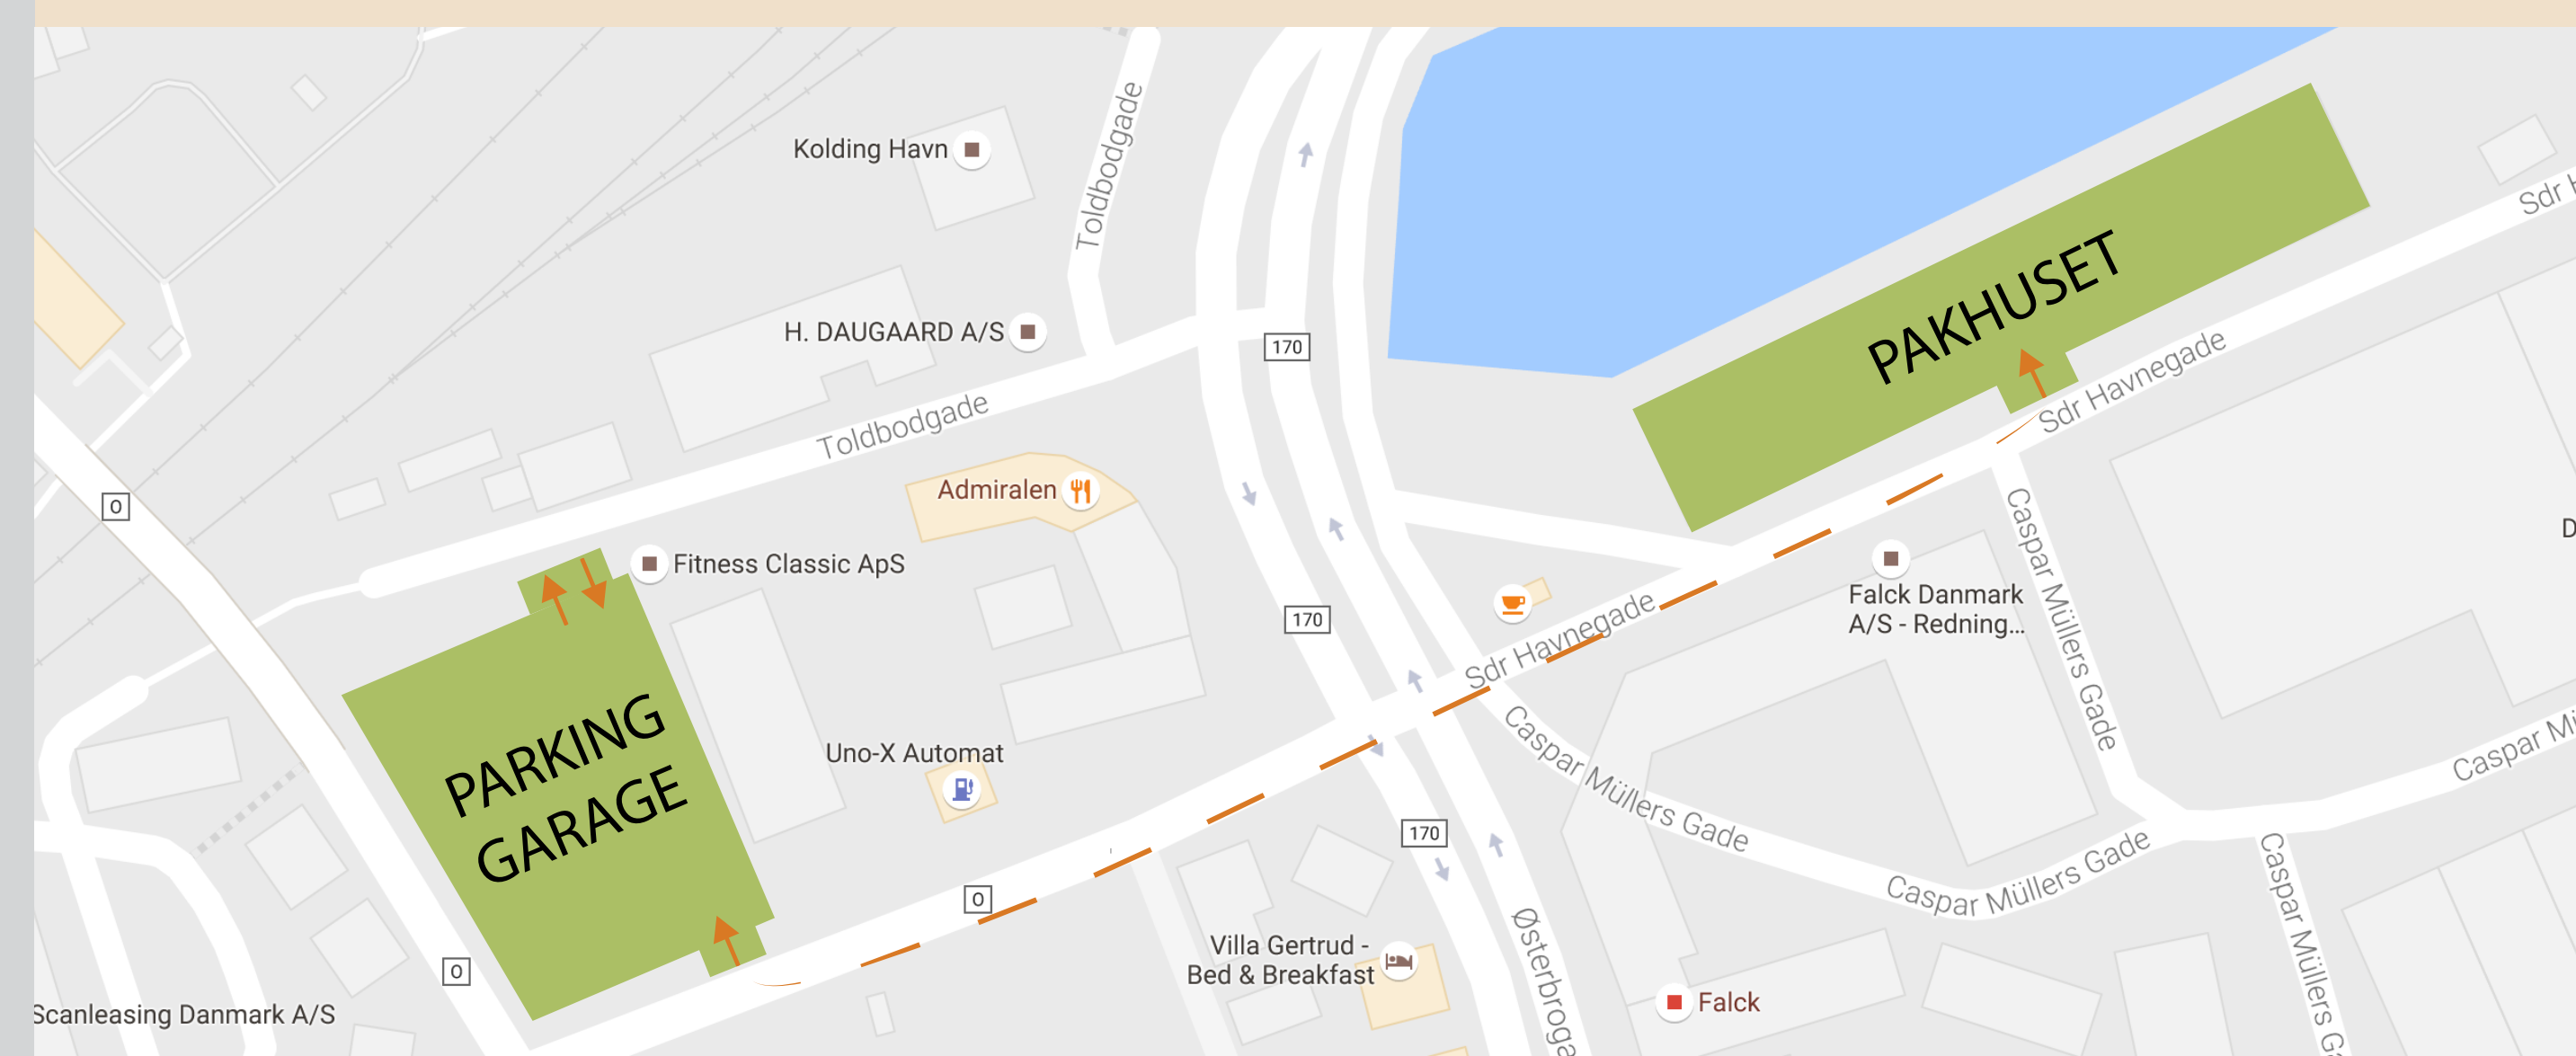 Toldbodgade
Kolding Havn
H. DAUGAARD A/S
170
Toldbodgade
PAKHUSET
Sdr Havnegade
Admiralen
0
Fitness Classic ApS
170
Sdr Havnegade
Falck Danmark
A/S - Redning...
Caspar Müllers Gade
PARKING
GARAGE
Uno-X Automat
170
Caspar Müllers Gade
Caspar Müllers Gade
0
0
Villa Gertrud -
Bed & Breakfast
Falck
Scanleasing Danmark A/S